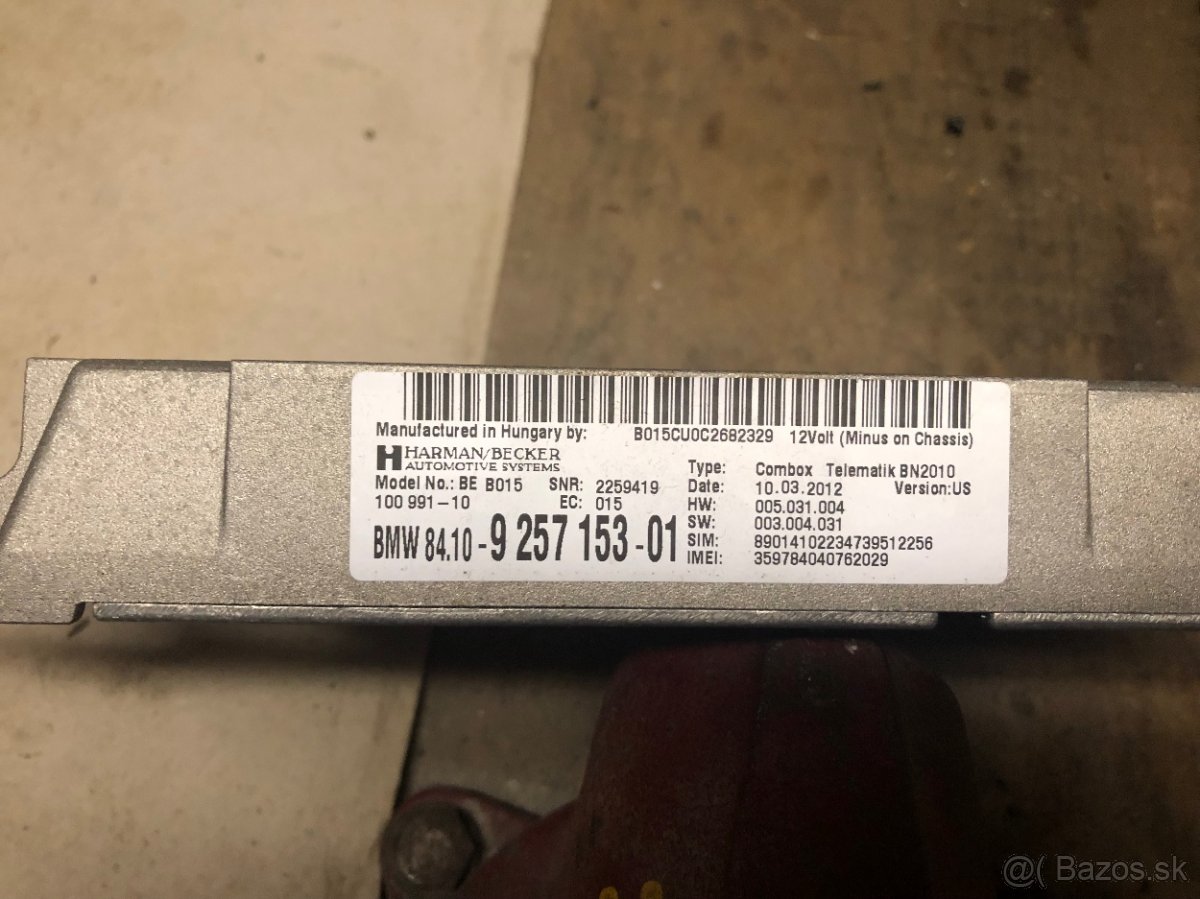 Manufactured in Hungary by: B015CU0C2682329 12Volt (Minus on Chassis)
HARMAN/BECKER
AUTOMOTIVE SYSTEMS
Model No.: BE B015 SNR: 2259419
100 991-10 EC: 015
BMW 84.10-9 257 153-01
Type: Combox Telematik BN2010
Date: 10.03.2012 Version: US
HW: 005.031.004
SW: 003.004.031
SIM: 89014102234739512256
IMEI: 359784040762029
@( Bazos.sk